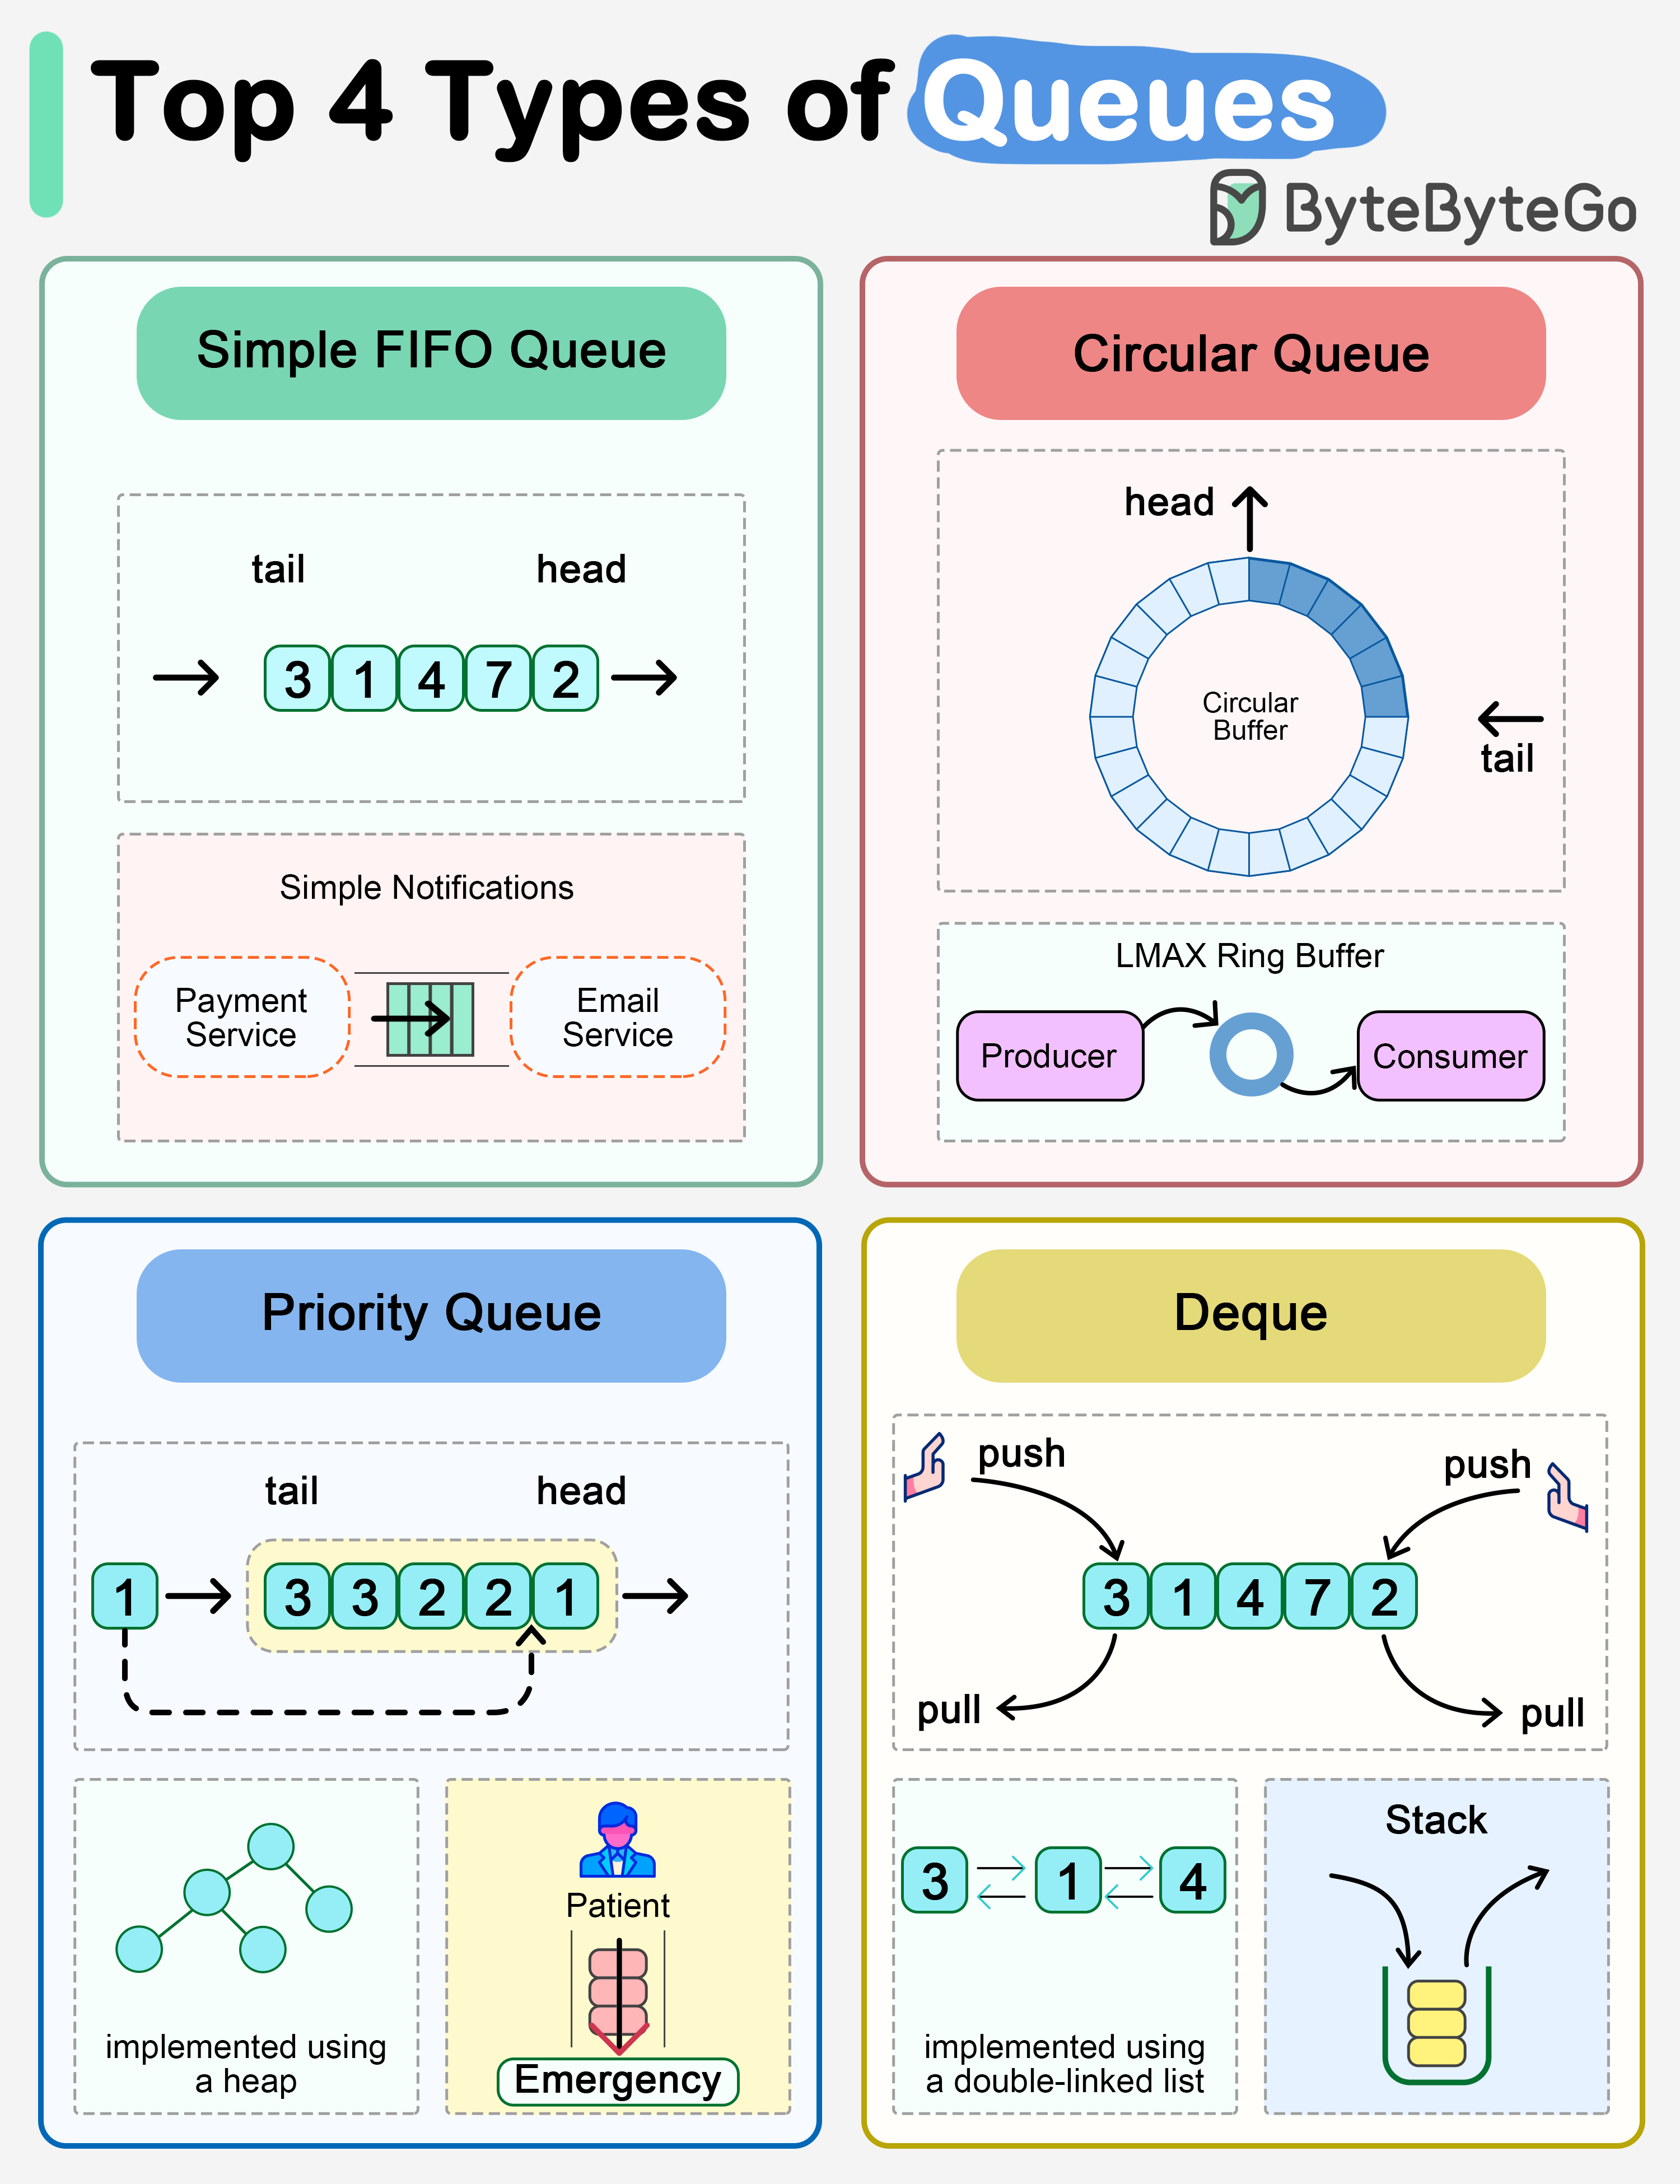 Top 4 Types of Queues
ByteByteGo
Simple FIFO Queue
tail
head
3 1 4 7 2
Simple Notifications
Payment
Service
Email
Service
Circular Queue
head
Circular
Buffer
tail
LMAX Ring Buffer
Producer
Consumer
Priority Queue
tail
head
1
3 3 2 2 1
implemented using
a heap
Patient
Emergency
Deque
push
push
3 1 4 7 2
pull
pull
3 1 4
implemented using
a double-linked list
Stack